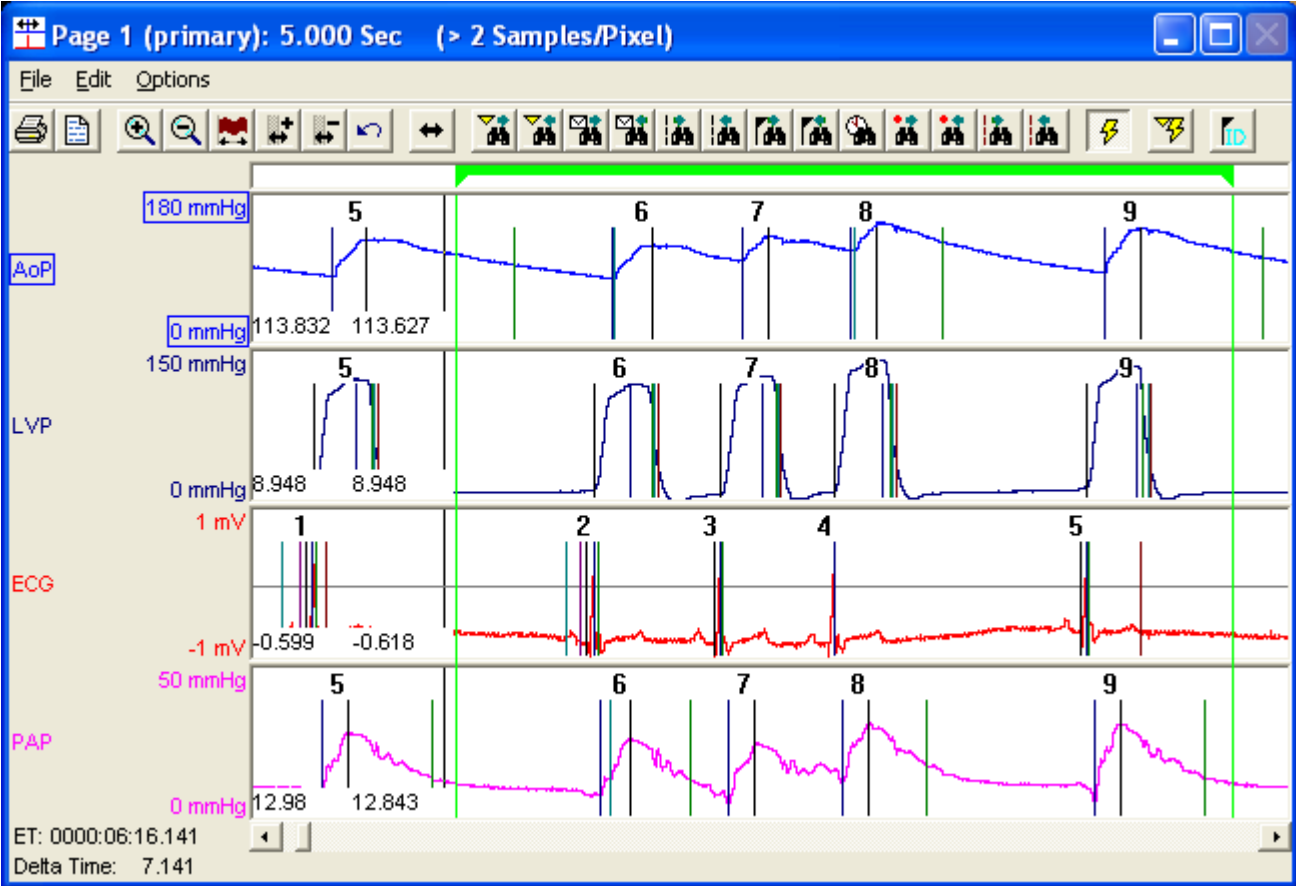 Page 1 (primary): 5.000 Sec (> 2 Samples/Pixel)
File Edit Options
ID
180 mmHg
5 6 7 8 9
AoP
0 mmHg
113.832 113.627
150 mmHg
5 6 7 8 9
LVP
0 mmHg
8.948 8.948
1 mV
1 2 3 4 5
ECG
-1 mV
-0.599 -0.618
50 mmHg
5 6 7 8 9
PAP
0 mmHg
12.98 12.843
ET: 0000:06:16.141
Delta Time: 7.141